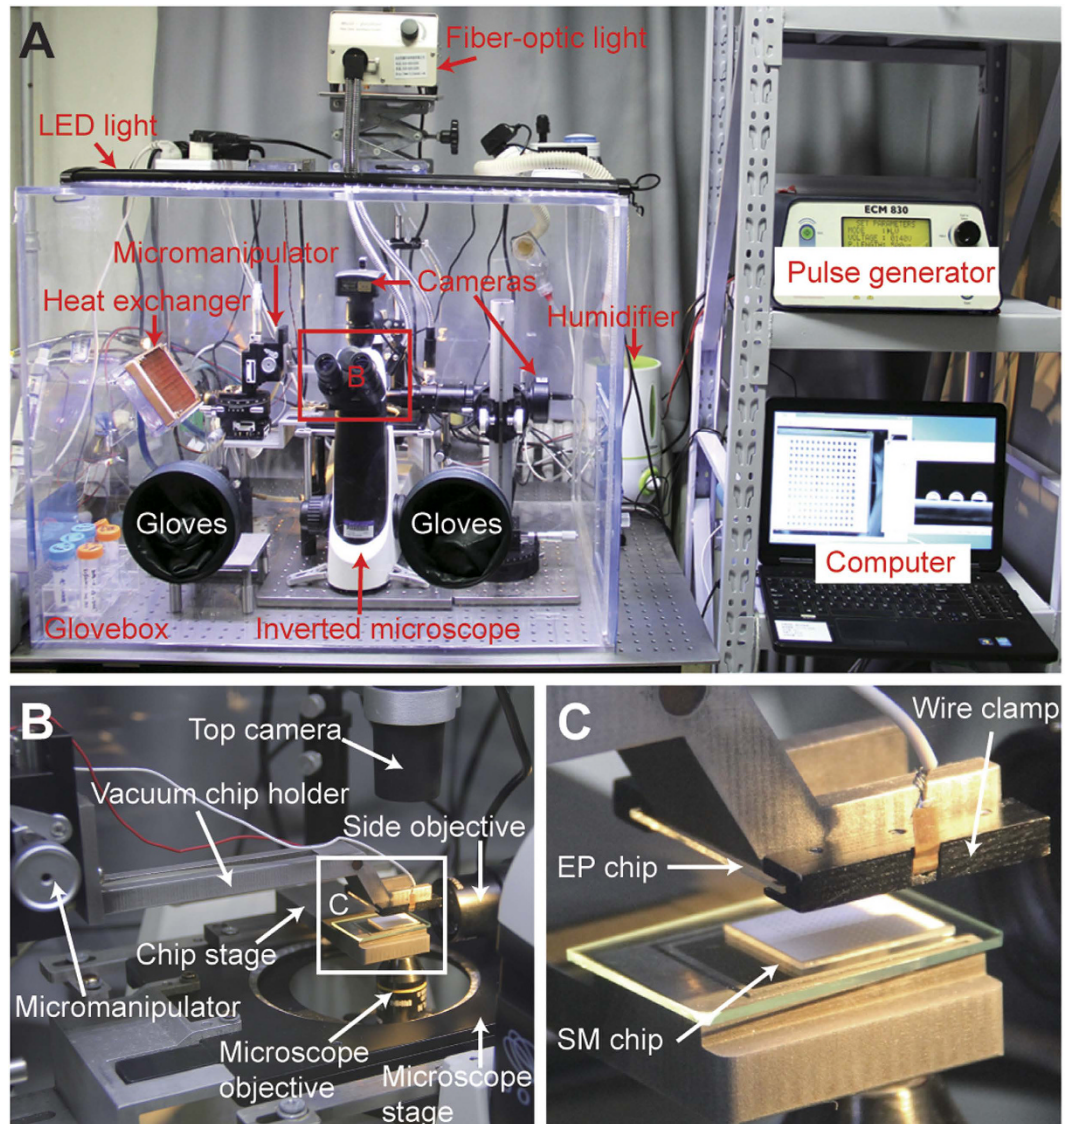 A
Fiber-optic light
LED light
ECM 830
Micromanipulator
Pulse generator
Heat exchanger
Cameras
Humidifier
B
Gloves
Gloves
Computer
Glovebox
Inverted microscope
B
Top camera
Vacuum chip holder
Side objective
C
Chip stage
Micromanipulator
Microscope
objective
Microscope
stage
C
Wire clamp
EP chip
SM chip